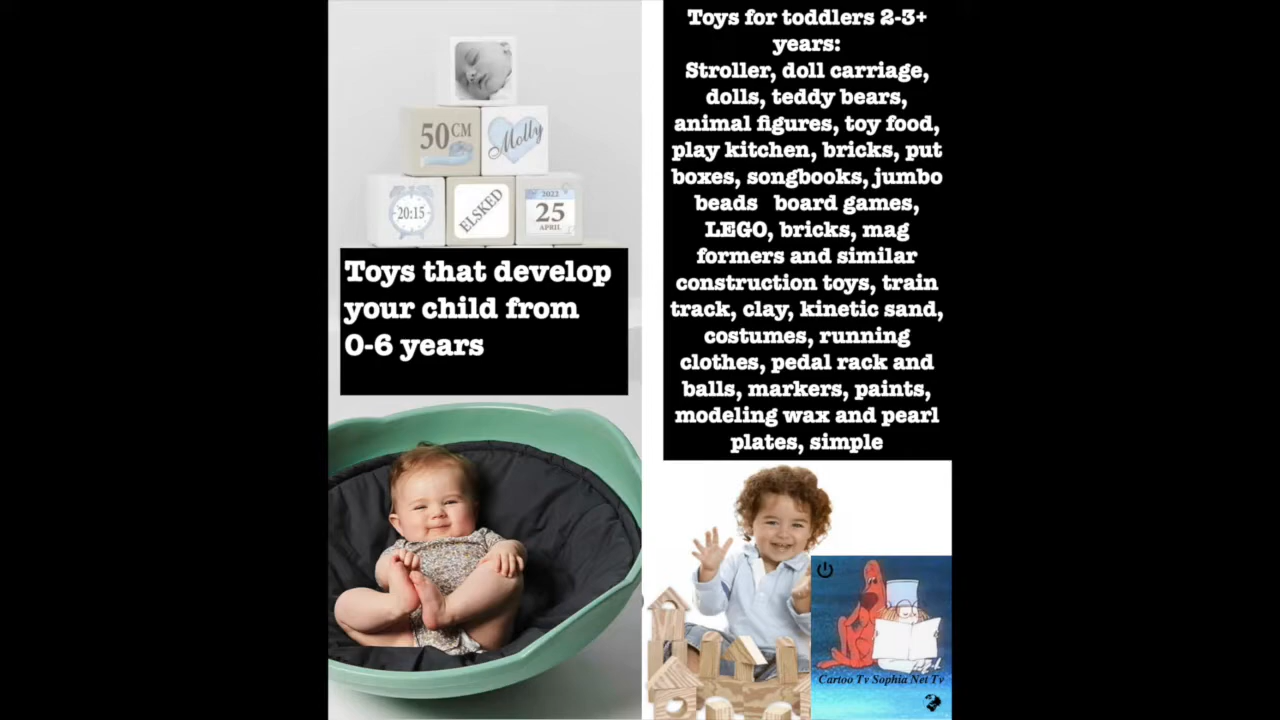 50CM
Molly
20:15
ELSKED
2022
25
APRIL
Toys that develop
your child from
0-6 years
Toys for toddlers 2-3+
years:
Stroller, doll carriage,
dolls, teddy bears,
animal figures, toy food,
play kitchen, bricks, put
boxes, songbooks, jumbo
beads board games,
LEGO, bricks, mag
formers and similar
construction toys, train
track, clay, kinetic sand,
costumes, running
clothes, pedal rack and
balls, markers, paints,
modeling wax and pearl
plates, simple
Cartoo Tv Sophia Net Tv